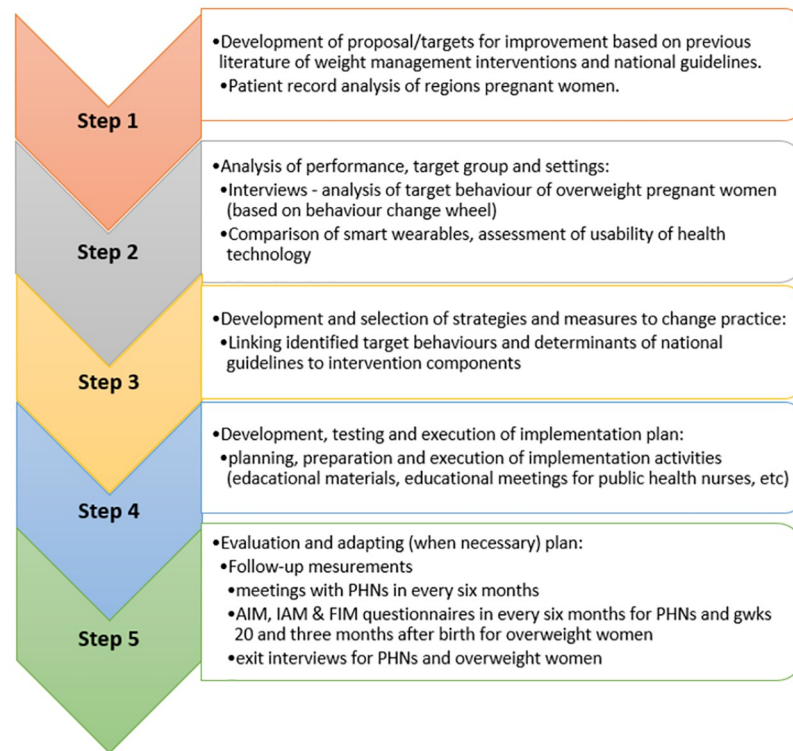 Step 1
•Development of proposal/targets for improvement based on previous
literature of weight management interventions and national guidelines.
•Patient record analysis of regions pregnant women.
Step 2
•Analysis of performance, target group and settings:
•Interviews - analysis of target behaviour of overweight pregnant women
(based on behaviour change wheel)
•Comparison of smart wearables, assessment of usability of health
technology
Step 3
•Development and selection of strategies and measures to change practice:
•Linking identified target behaviours and determinants of national
guidelines to intervention components
Step 4
•Development, testing and execution of implementation plan:
•planning, preparation and execution of implementation activities
(edacational materials, educational meetings for public health nurses, etc)
Step 5
•Evaluation and adapting (when necessary) plan:
•Follow-up mesurements
•meetings with PHNs in every six months
•AIM, IAM & FIM questionnaires in every six months for PHNs and gwks
20 and three months after birth for overweight women
•exit interviews for PHNs and overweight women